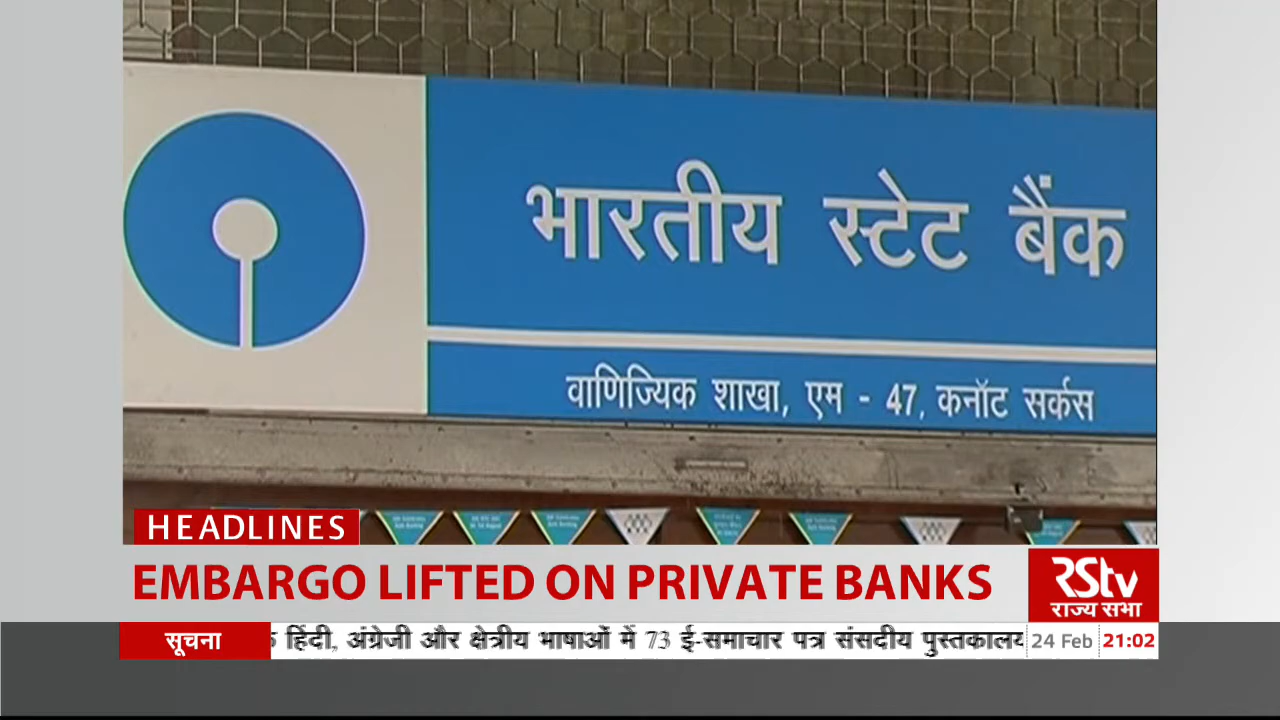 भारतीय स्टेट बैंक
वाणिज्यिक शाखा, एम - 47, कनॉट सर्कस
HEADLINES
EMBARGO LIFTED ON PRIVATE BANKS
RStv
राज्य सभा
सूचना
हिंदी, अंग्रेजी और क्षेत्रीय भाषाओं में 73 ई-समाचार पत्र संसदीय पुस्तकालय
24 Feb 21:02